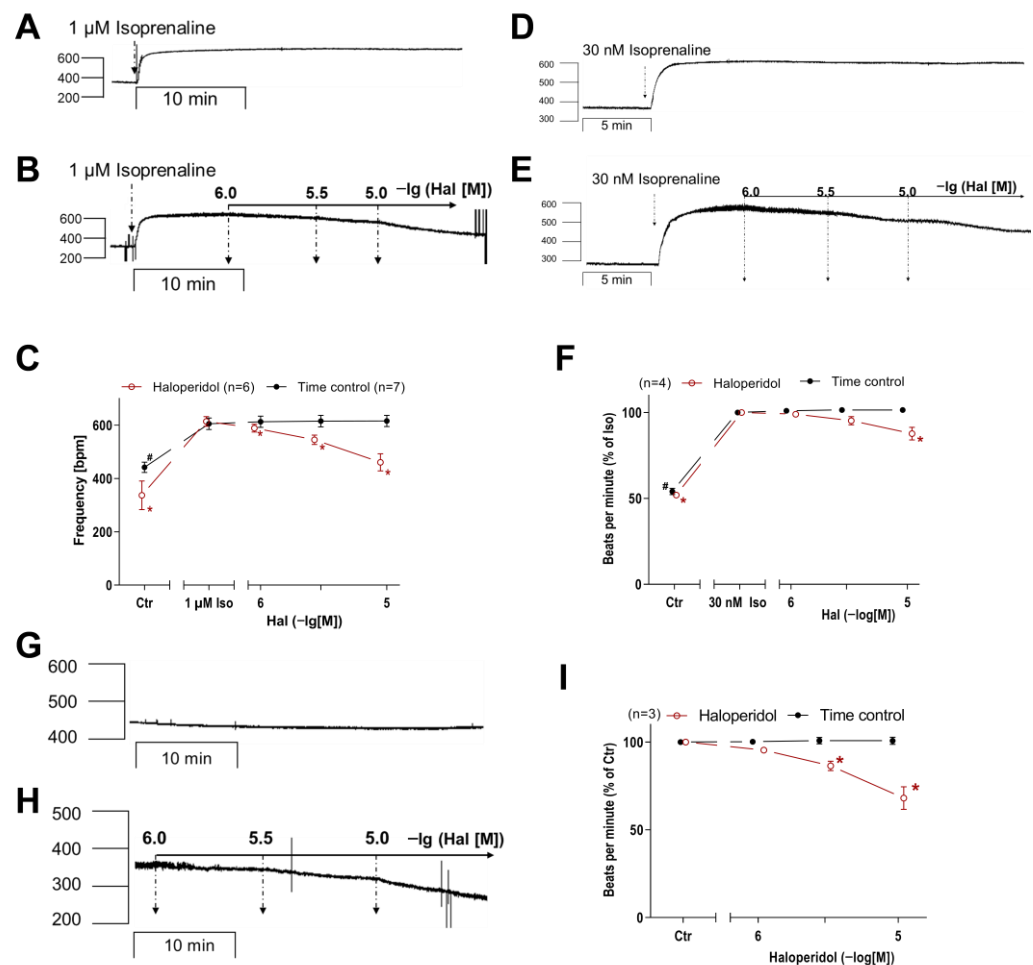 A
1 µM Isoprenaline
600
400
200
10 min
B
1 µM Isoprenaline
6.0 5.5 5.0 –lg (Hal [M])
600
400
200
10 min
C
Haloperidol (n=6) Time control (n=7)
Frequency [bpm]
600
400
200
0
#
*
*
*
*
Ctr 1 µM Iso 6 5
Hal (–lg[M])
D
30 nM Isoprenaline
600
500
400
300
5 min
E
30 nM Isoprenaline
6.0 5.5 5.0 –lg (Hal [M])
600
500
400
300
5 min
F
(n=4) Haloperidol Time control
Beats per minute (% of Iso)
100
50
0
#
*
*
Ctr 30 nM Iso 6 5
Hal (–log[M])
G
600
500
400
10 min
H
500
400
300
200
6.0 5.5 5.0 –lg (Hal [M])
10 min
I
(n=3) Haloperidol Time control
Beats per minute (% of Ctr)
100
50
0
*
*
Ctr 6 5
Haloperidol (–log[M])